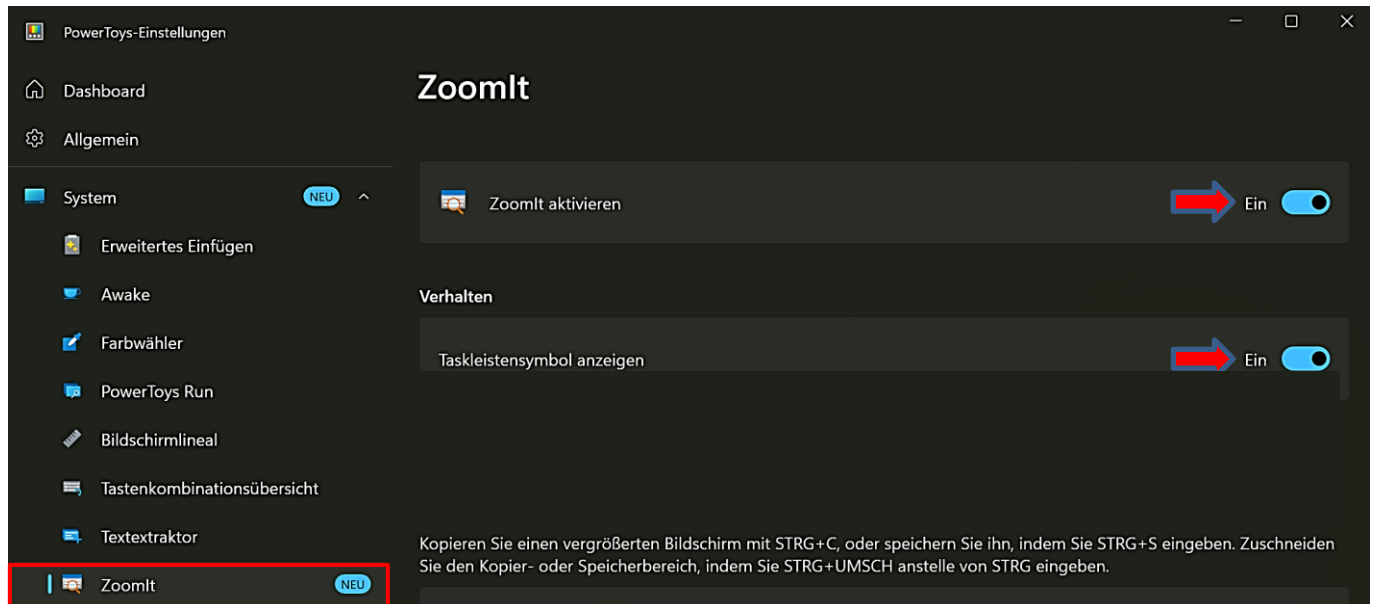 PowerToys-Einstellungen
Dashboard
Allgemein
System NEU
Erweitertes Einfügen
Awake
Farbwähler
PowerToys Run
Bildschirmlineal
Tastenkombinationsübersicht
Textextraktor
ZoomIt NEU
ZoomIt
ZoomIt aktivieren Ein
Verhalten
Taskleistensymbol anzeigen Ein
Kopieren Sie einen vergrößerten Bildschirm mit STRG+C, oder speichern Sie ihn, indem Sie STRG+S eingeben. Zuschneiden
Sie den Kopier- oder Speicherbereich, indem Sie STRG+UMSCH anstelle von STRG eingeben.